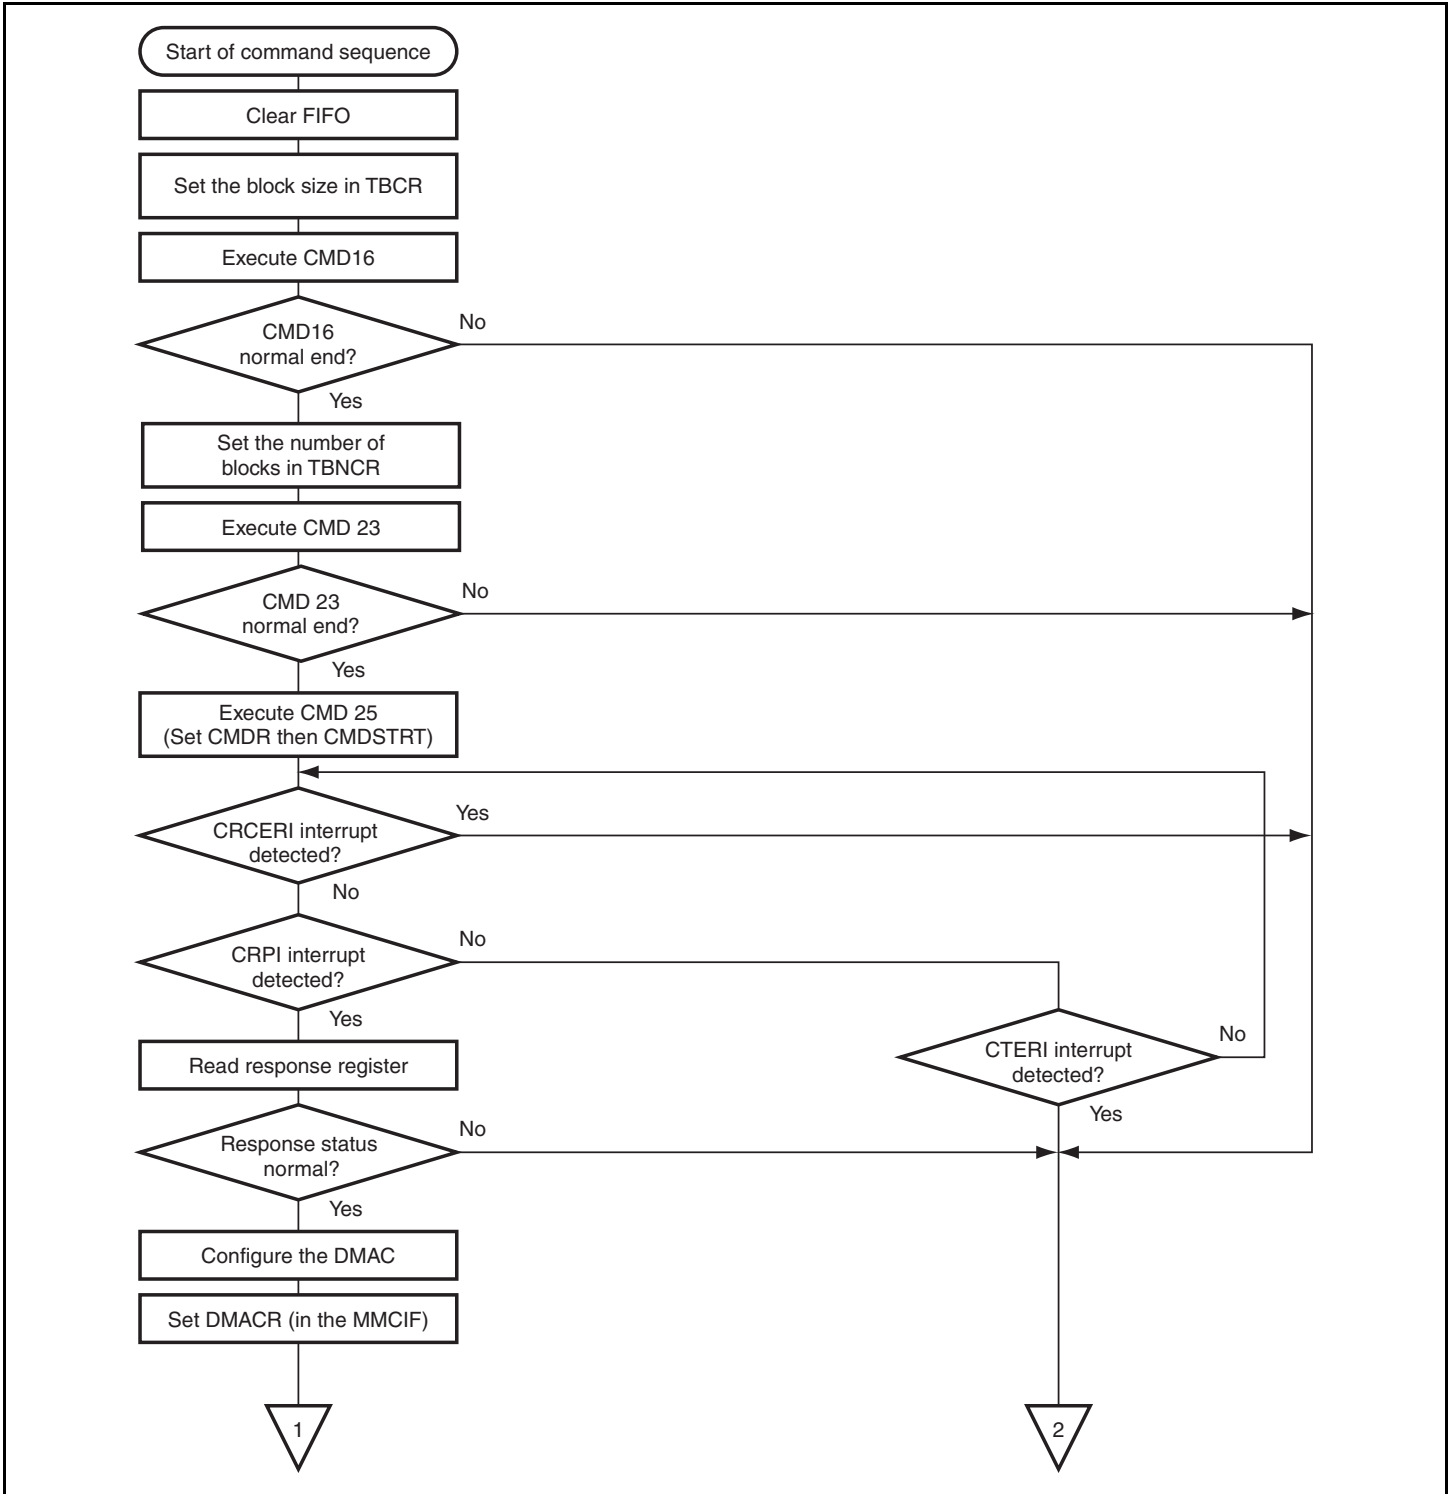 Start of command sequence
Clear FIFO
Set the block size in TBCR
Execute CMD16
CMD16
normal end?
No
Yes
Set the number of
blocks in TBNCR
Execute CMD 23
CMD 23
normal end?
No
Yes
Execute CMD 25
(Set CMDR then CMDSTRT)
CRCERI interrupt
detected?
Yes
No
CRPI interrupt
detected?
No
Yes
CTERI interrupt
detected?
No
Yes
Read response register
Response status
normal?
No
Yes
Configure the DMAC
Set DMACR (in the MMCIF)
1
2